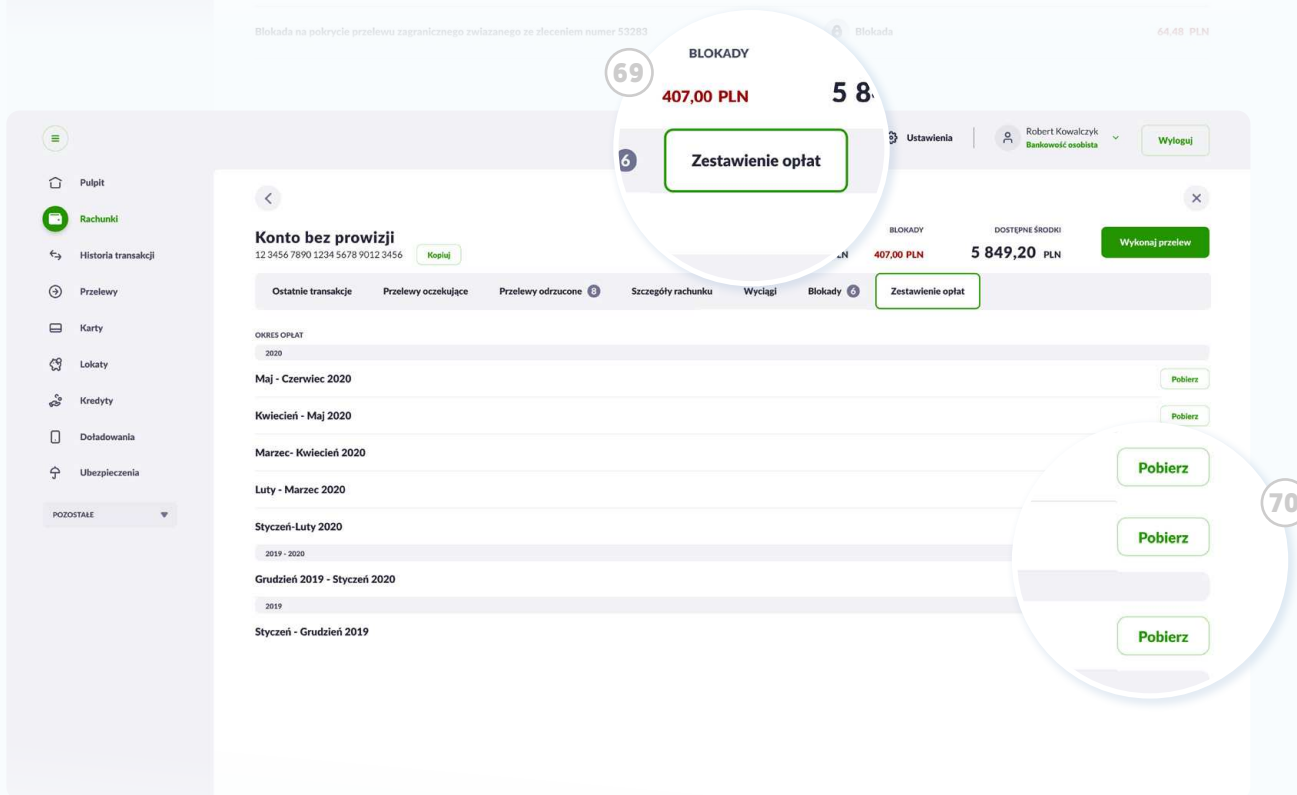 Blokada na pokrycie przelewu zagranicznego związanego ze zleceniem numer 53283 Blokada 64,48 PLN
69
BLOKADY
407,00 PLN 5 8
6 Zestawienie opłat
Ustawienia Robert Kowalczyk
Bankowość osobista
Wyloguj
Pulpit
Rachunki
Historia transakcji
Przelewy
Karty
Lokaty
Kredyty
Doładowania
Ubezpieczenia
POZOSTAŁE
Konto bez prowizji
12 3456 7890 1234 5678 9012 3456 Kopiuj
BLOKADY DOSTĘPNE ŚRODKI
407,00 PLN 5 849,20 PLN
Wykonaj przelew
Ostatnie transakcje Przelewy oczekujące Przelewy odrzucone 8 Szczegóły rachunku Wyciągi Blokady 6 Zestawienie opłat
OKRES OPŁAT
2020
Maj - Czerwiec 2020 Pobierz
Kwiecień - Maj 2020 Pobierz
Marzec- Kwiecień 2020
Luty - Marzec 2020
Styczeń-Luty 2020
2019 - 2020
Grudzień 2019 - Styczeń 2020
2019
Styczeń - Grudzień 2019
Pobierz
70
Pobierz
Pobierz